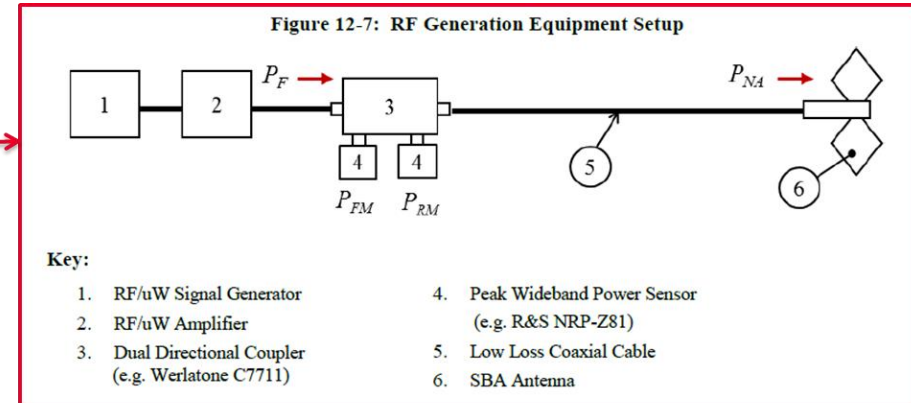 Figure 12-7: RF Generation Equipment Setup
P_F
P_NA
1
2
3
4
4
5
6
P_FM
P_RM
Key:
1. RF/uW Signal Generator
2. RF/uW Amplifier
3. Dual Directional Coupler
(e.g. Werlatone C7711)
4. Peak Wideband Power Sensor
(e.g. R&S NRP-Z81)
5. Low Loss Coaxial Cable
6. SBA Antenna